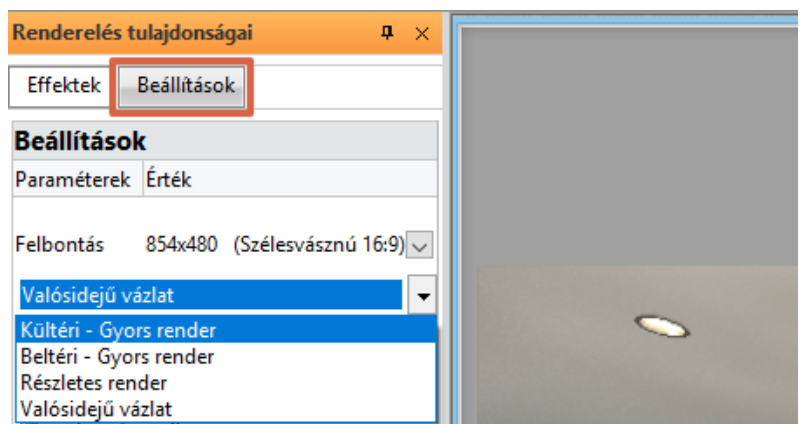 Renderelés tulajdonságai
Effektek Beállítások
Beállítások
Paraméterek Érték
Felbontás 854x480 (Szélesvásznú 16:9)
Valósidejű vázlat
Kültéri - Gyors render
Beltéri - Gyors render
Részletes render
Valósidejű vázlat